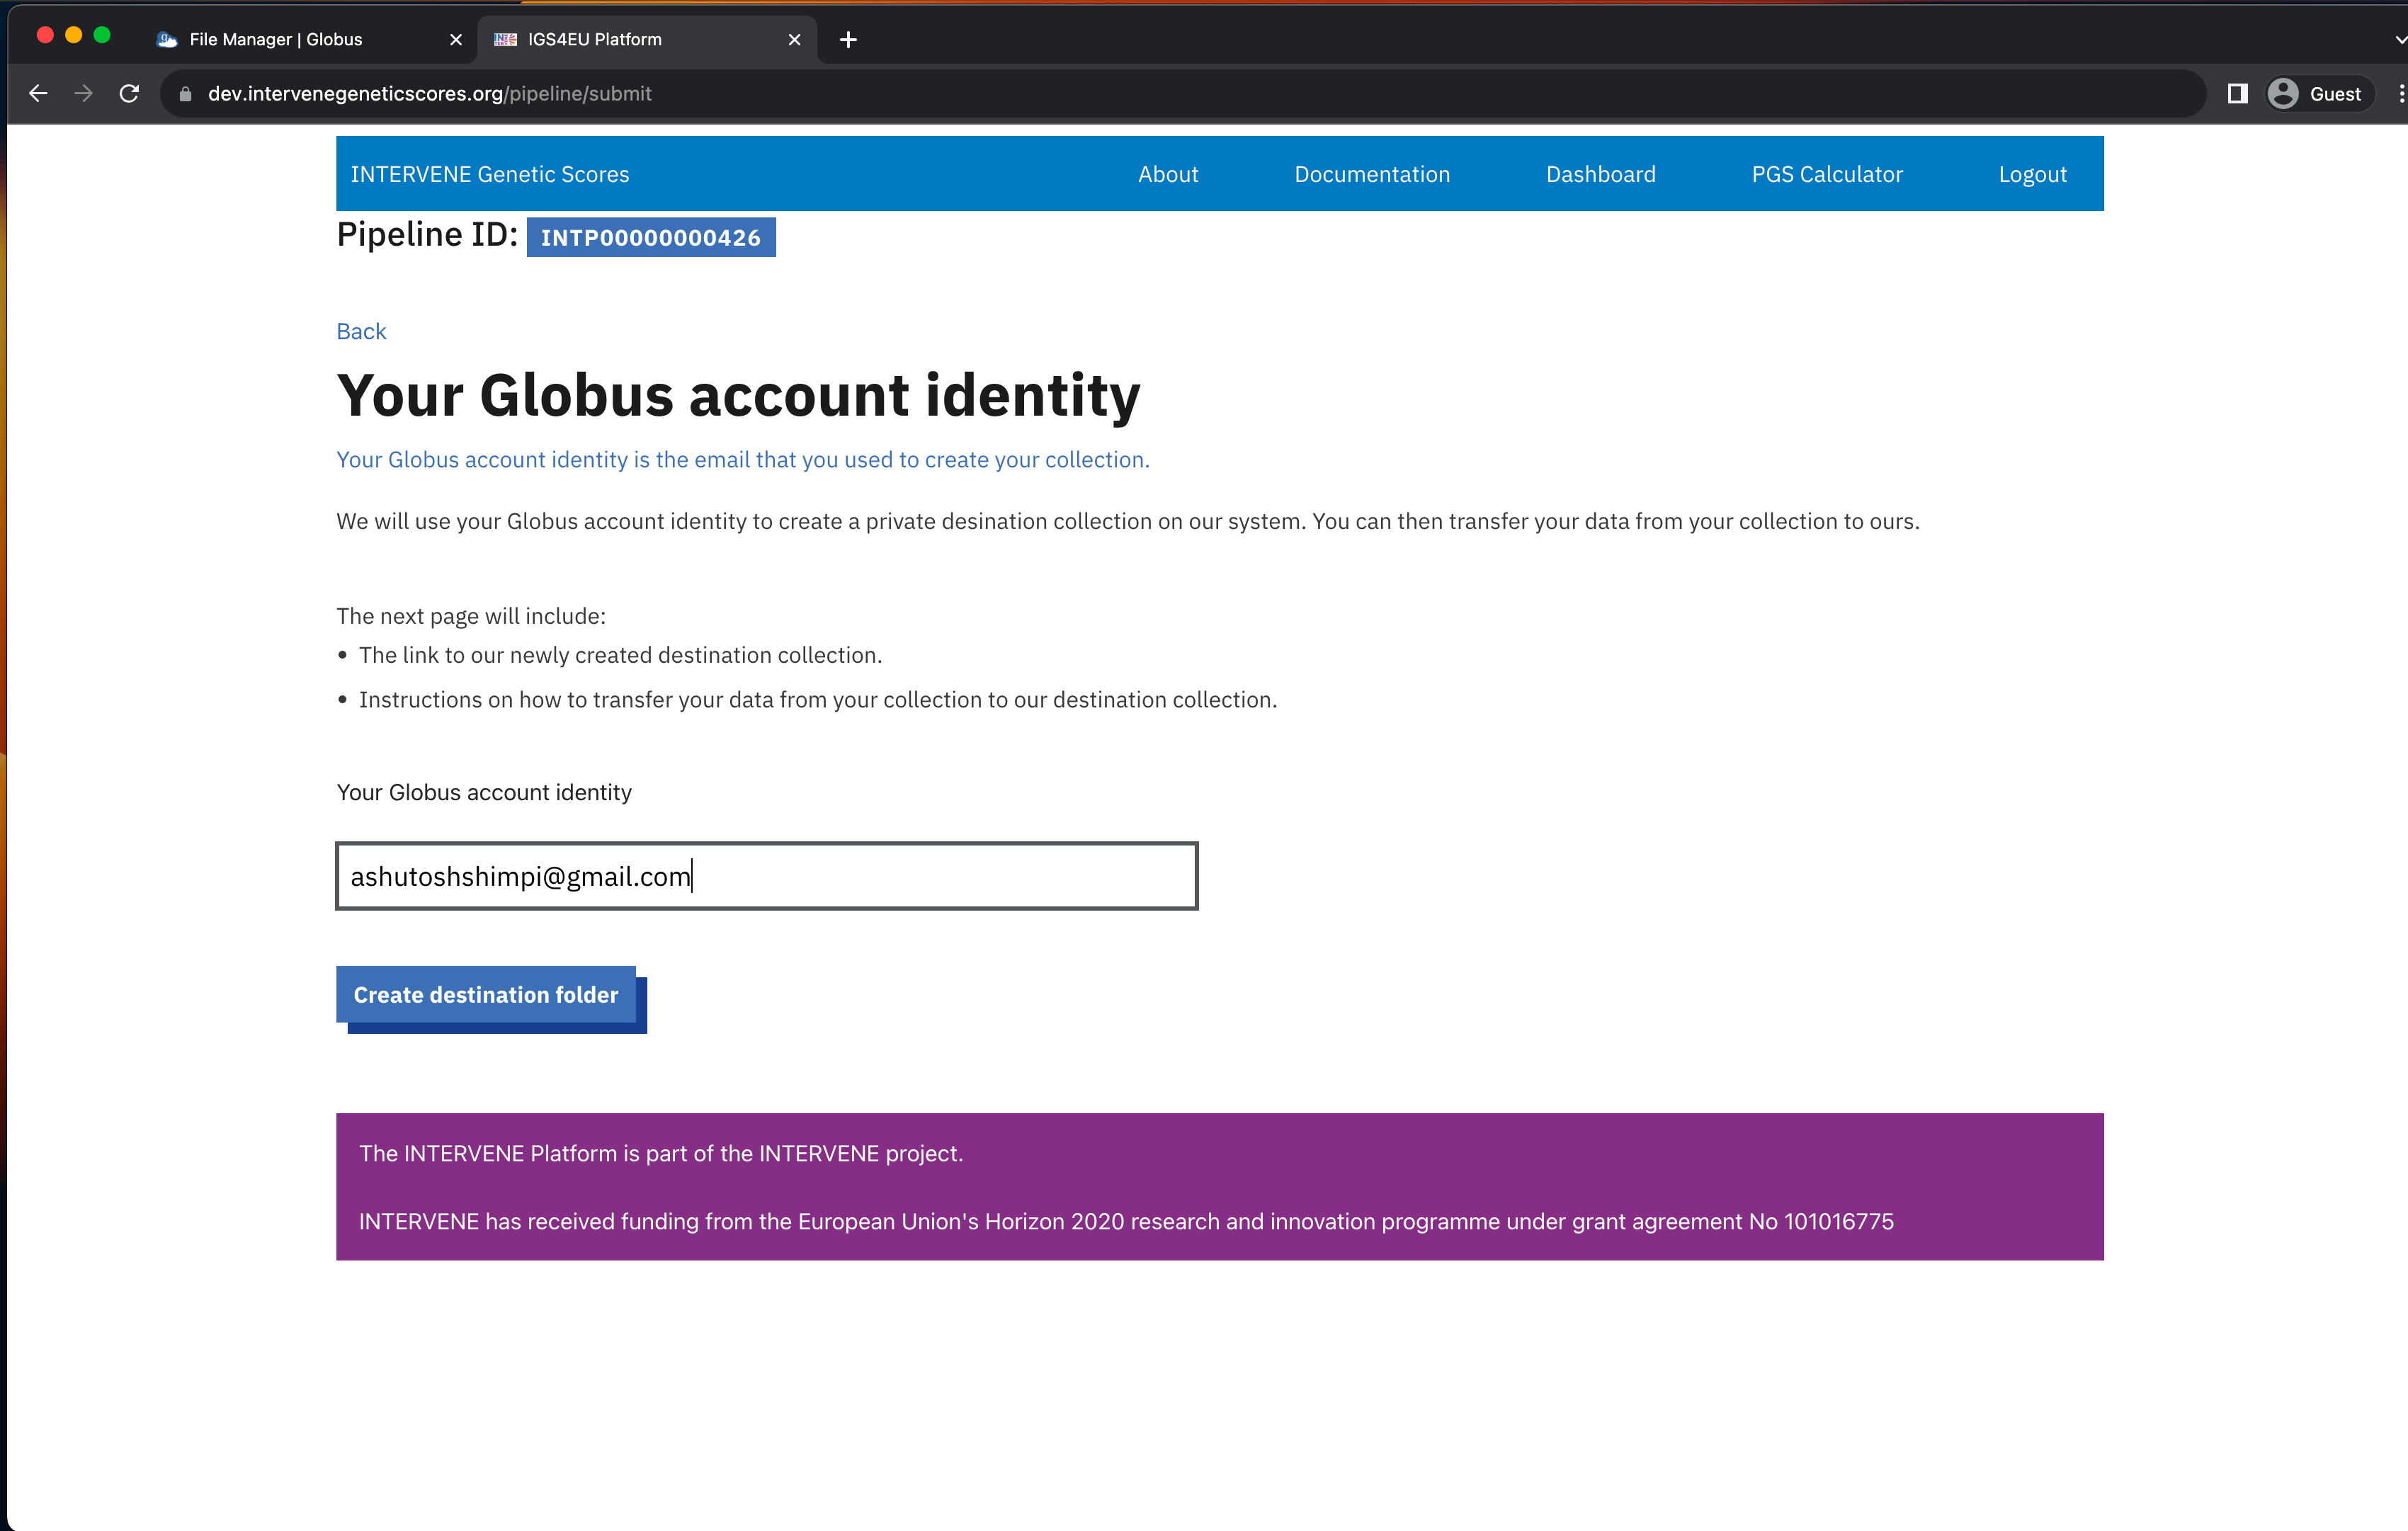 File Manager | Globus
IGS4EU Platform
dev.intervenegeneticscores.org/pipeline/submit
Guest
INTERVENE Genetic Scores
About
Documentation
Dashboard
PGS Calculator
Logout
Pipeline ID: INTP00000000426
Back
Your Globus account identity
Your Globus account identity is the email that you used to create your collection.
We will use your Globus account identity to create a private desination collection on our system. You can then transfer your data from your collection to ours.
The next page will include:
• The link to our newly created destination collection.
• Instructions on how to transfer your data from your collection to our destination collection.
Your Globus account identity
ashutoshshimpi@gmail.com
Create destination folder
The INTERVENE Platform is part of the INTERVENE project.
INTERVENE has received funding from the European Union's Horizon 2020 research and innovation programme under grant agreement No 101016775